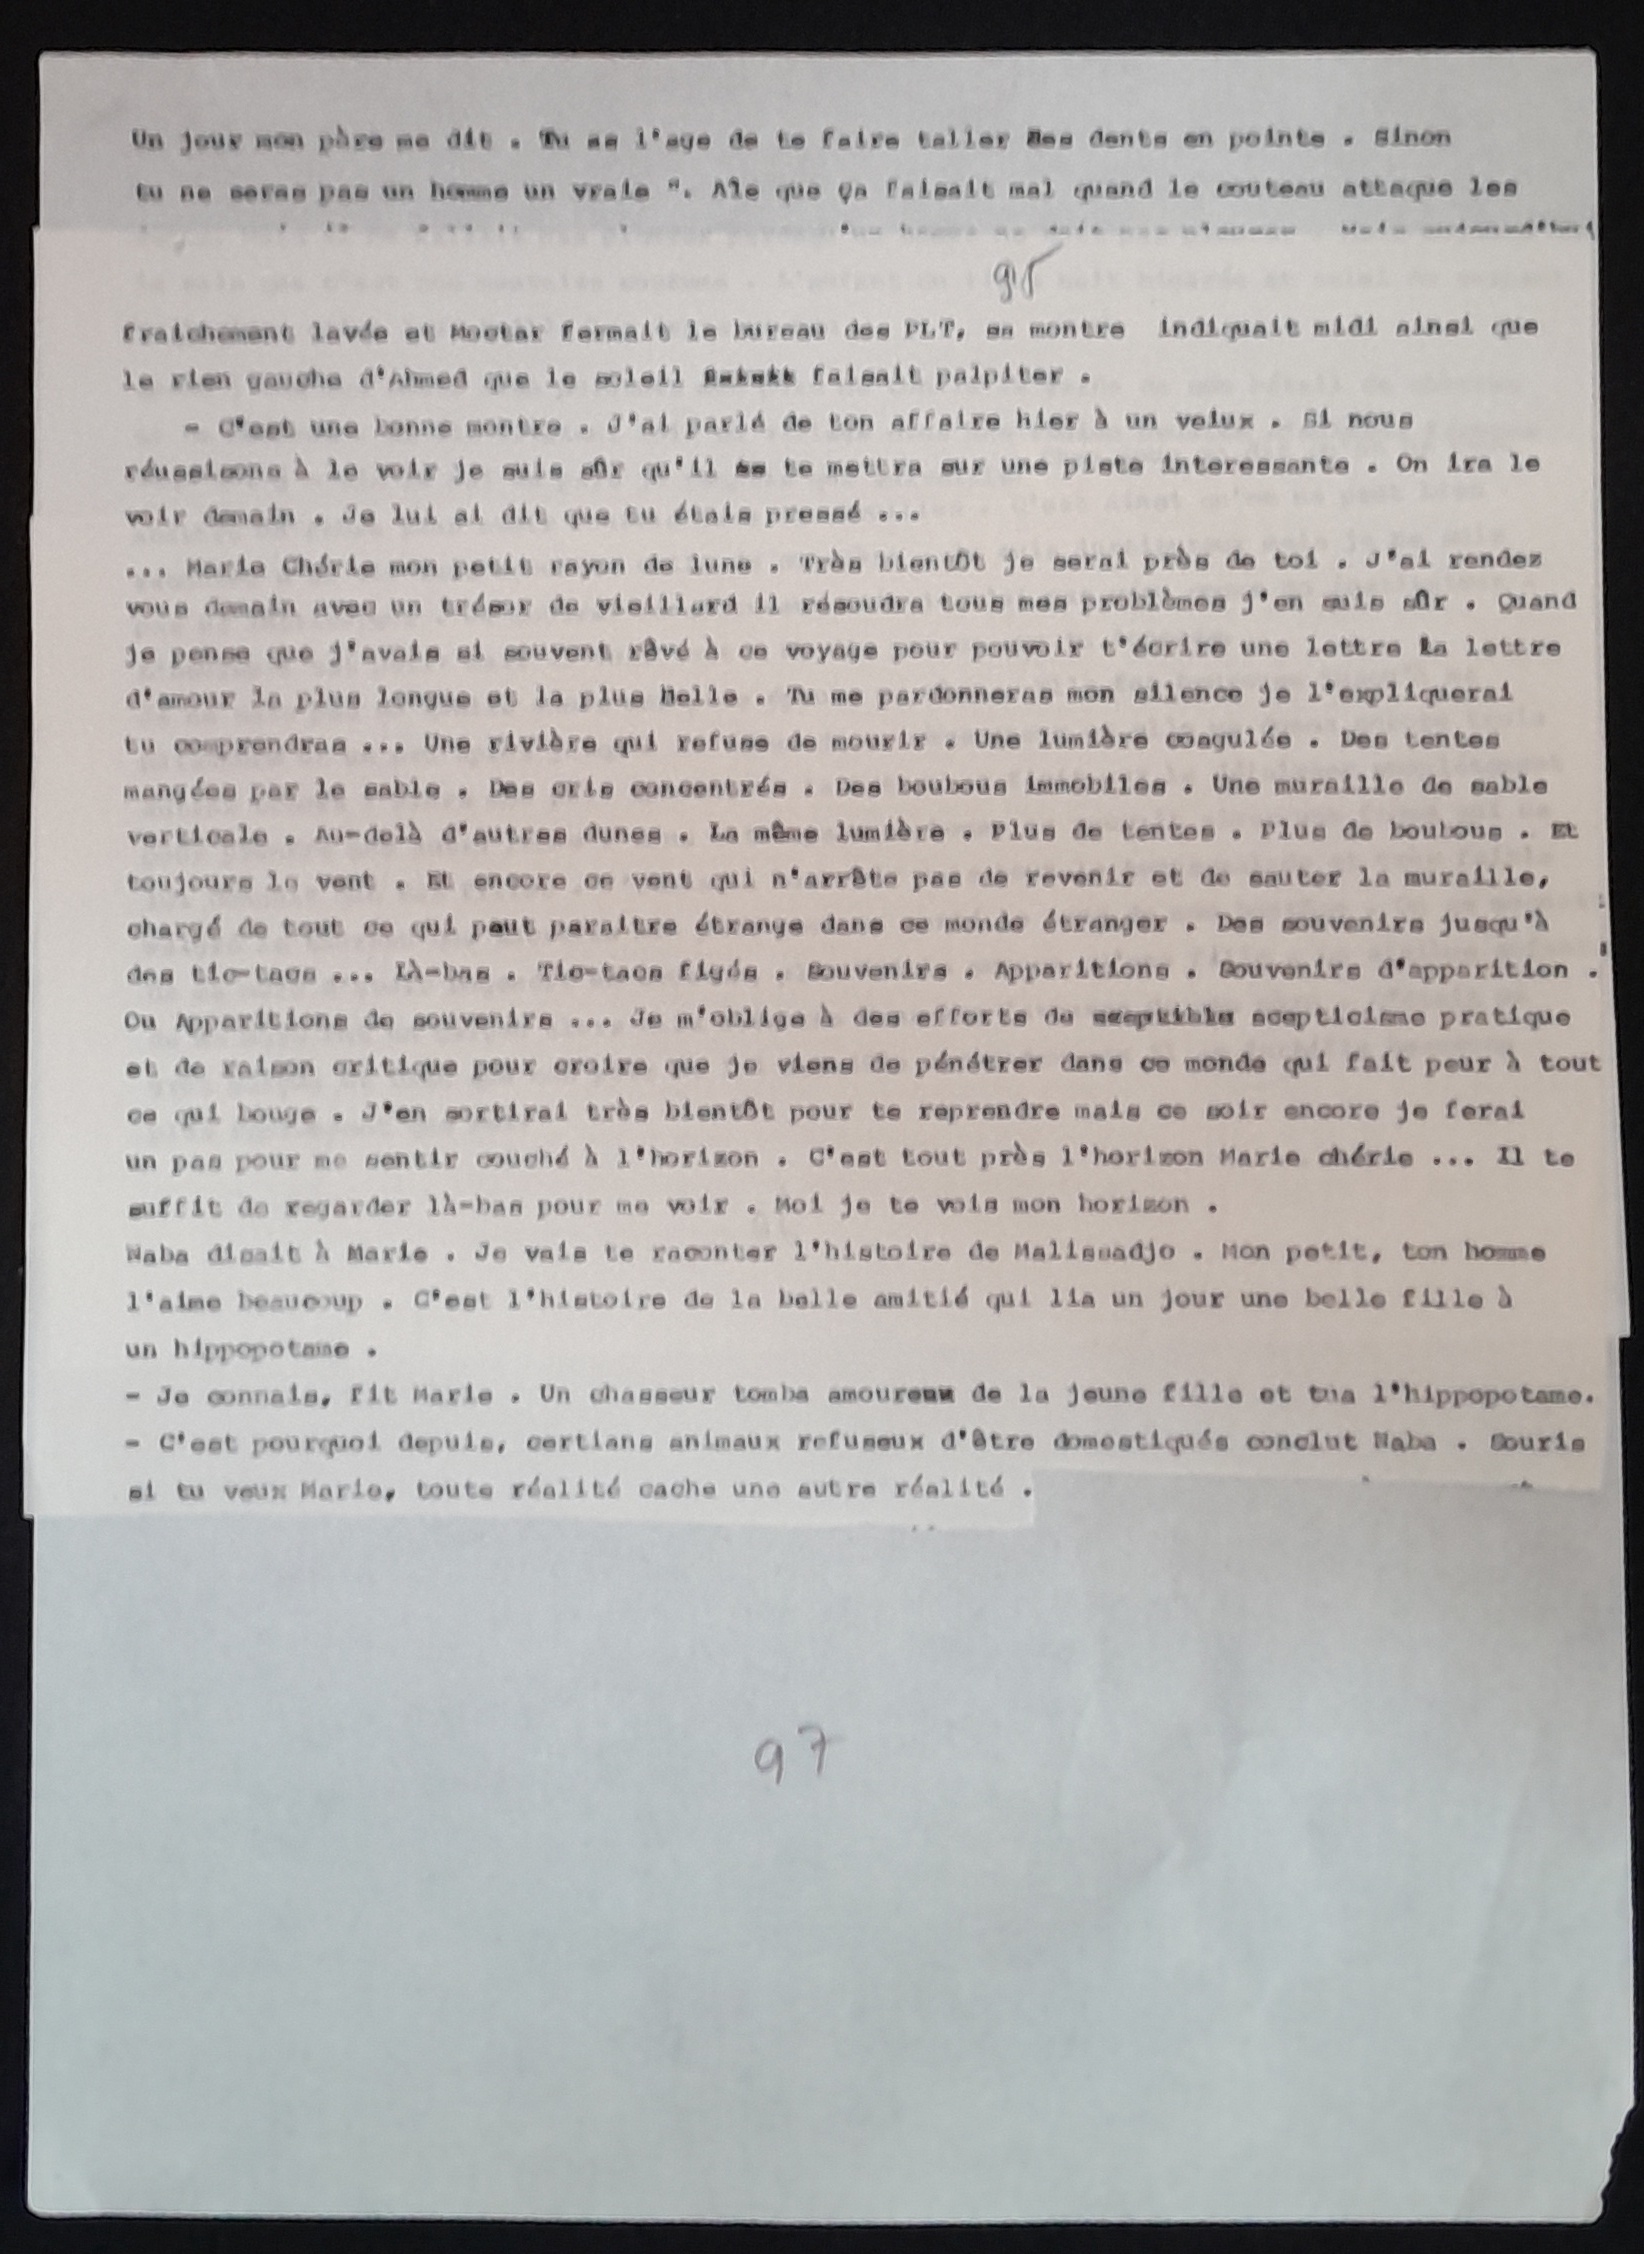 Un jour mon père me dit . Tu as l'age de te faire tailer des dents en pointe . Sinon
tu ne seras pas un homme un vraie ". Aîe que ça faisait mal quand le couteau attaque les
95
fraichement lavée et Moctar fermait le bureau des PLT, sa montre indiquait midi ainsi que
le rien gauche d'Ahmed que le soleil faisait palpiter .
- C'est une bonne montre . J'ai parlé de ton affaire hier à un veiux . Si nous
réussisons à le voir je suis sûr qu'il te mettra sur une piste interessante . On ira le
voir demain . Je lui ai dit que tu étais pressé ...
... Marie Chérie mon petit rayon de lune . Très bientôt je serai près de toi . J'ai rendez
vous demain avec un trésor de vieillard il résoudra tous mes problèmes j'en suis sûr . Quand
je pense que j'avais si souvent rêvé à ce voyage pour pouvoir t'écrire une lettre la lettre
d'amour la plus longue et la plus belle . Tu me pardonneras mon silence je l'expliquerai
tu comprendras ... Une rivière qui refuse de mourir . Une lumière coagulée . Des tentes
mangées par le sable . Des cris concentrés . Des boubous immobiles . Une muraille de sable
verticale . Au-delà d'autres dunes . La même lumière . Plus de tentes . Plus de boubous . Et
toujours le vent . Et encore ce vent qui n'arrête pas de revenir et de sauter la muraille,
chargé de tout ce qui peut paraitre étrange dans ce monde étranger . Des souvenirs jusqu'à
des tic-tacs ... Là-bas . Tic-tacs figés . Souvenirs . Apparitions . Souvenirs d'apparition .
Ou Apparitions de souvenirs ... Je m'oblige à des efforts de scepticisme pratique
et de raison critique pour croire que je viens de pénétrer dans ce monde qui fait peur à tout
ce qui bouge . J'en sortirai très bientôt pour te reprendre mais ce soir encore je ferai
un pas pour me sentir couché à l'horizon . C'est tout près l'horizon Marie chérie ... Il te
suffit de regarder là-bas pour me voir . Moi je te vois mon horizon .
Naba disait à Marie . Je vais te raconter l'histoire de Malissadjo . Mon petit, ton homme
l'aime beaucoup . C'est l'histoire de la belle amitié qui lia un jour une belle fille à
un hippopotame .
- Je connais, fit Marie . Un chasseur tomba amoureux de la jeune fille et tua l'hippopotame.
- C'est pourquoi depuis, certians animaux refuseux d'être domestiqués conclut Naba . Souris
si tu veux Marie, toute réalité cache une autre réalité .
97